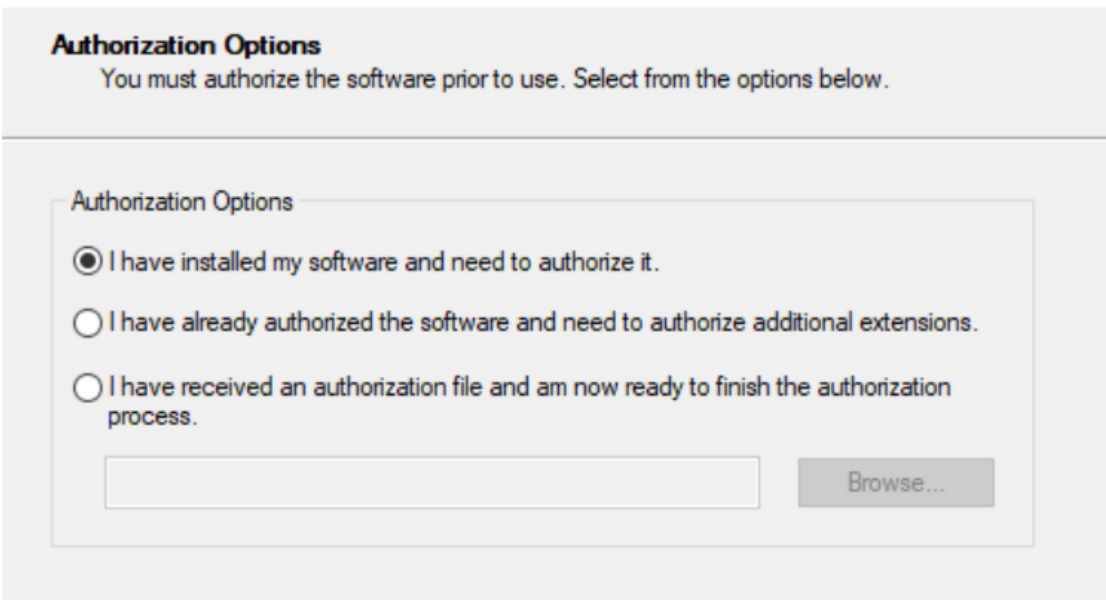 Authorization Options
You must authorize the software prior to use. Select from the options below.
Authorization Options
I have installed my software and need to authorize it.
I have already authorized the software and need to authorize additional extensions.
I have received an authorization file and am now ready to finish the authorization
process.
Browse...